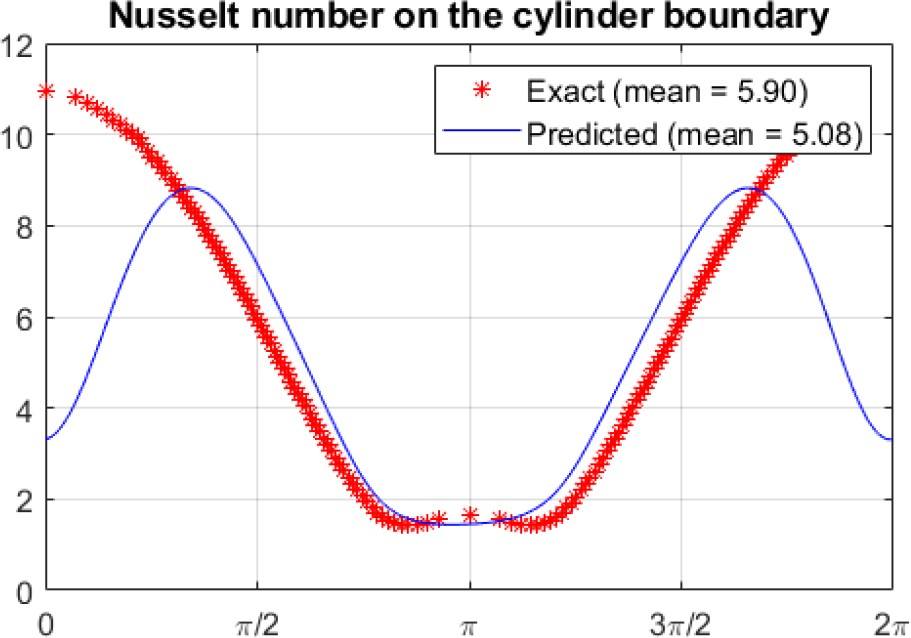 Nusselt number on the cylinder boundary
12
10
8
6
4
2
0
Exact (mean = 5.90)
Predicted (mean = 5.08)
0
π/2
π
3π/2
2π